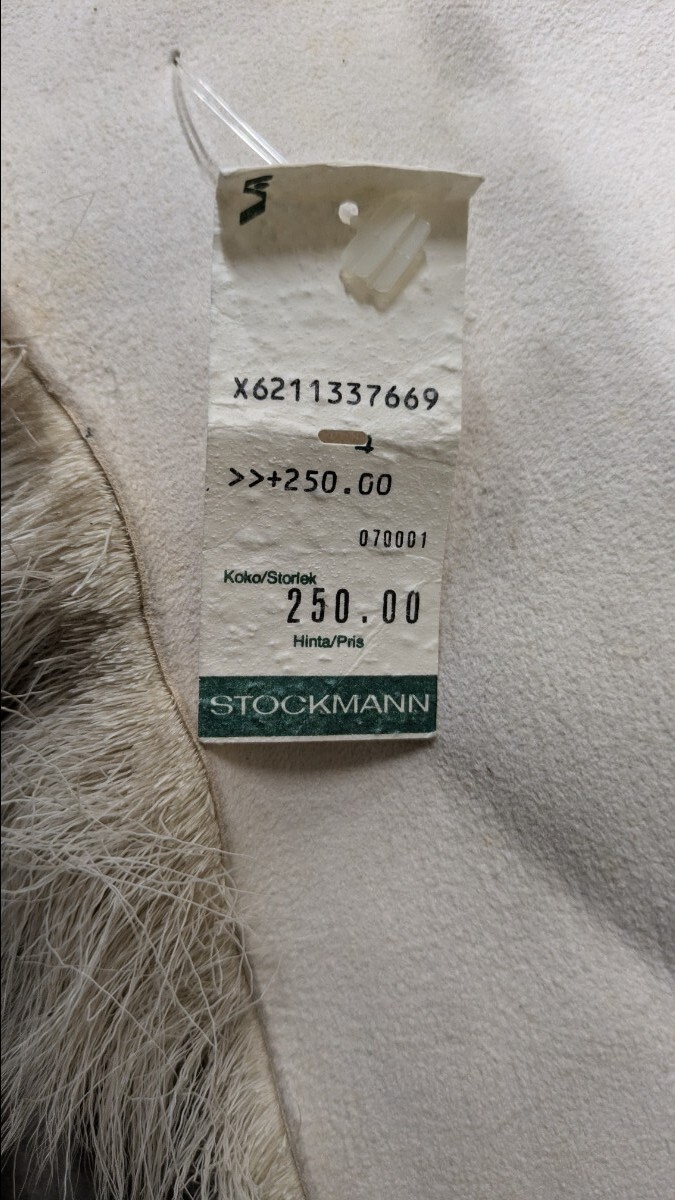 X6211337669
>>+250.00
070001
Koko/Storlek
250.00
Hinta/Pris
STOCKMANN